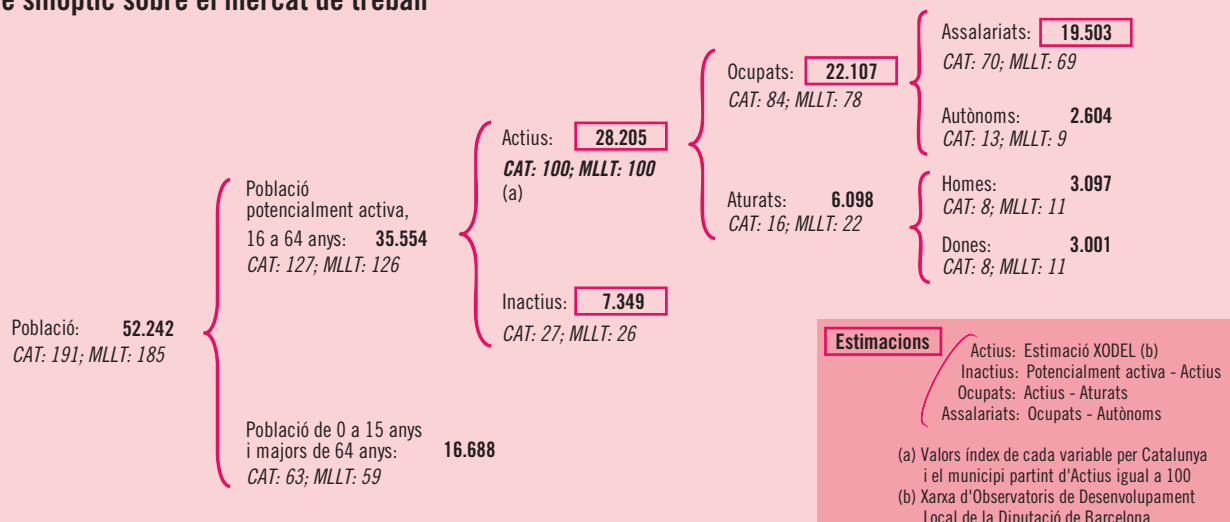 e sinòptic sobre el mercat de treball
Població: 52.242
CAT: 191; MLLT: 185
Població
potencialment activa,
16 a 64 anys: 35.554
CAT: 127; MLLT: 126
Població de 0 a 15 anys
i majors de 64 anys: 16.688
CAT: 63; MLLT: 59
Actius: 28.205
CAT: 100; MLLT: 100
(a)
Inactius: 7.349
CAT: 27; MLLT: 26
Ocupats: 22.107
CAT: 84; MLLT: 78
Aturats: 6.098
CAT: 16; MLLT: 22
Assalariats: 19.503
CAT: 70; MLLT: 69
Autònoms: 2.604
CAT: 13; MLLT: 9
Homes: 3.097
CAT: 8; MLLT: 11
Dones: 3.001
CAT: 8; MLLT: 11
Estimacions
Actius: Estimació XODEL (b)
Inactius: Potencialment activa - Actius
Ocupats: Actius - Aturats
Assalariats: Ocupats - Autònoms
(a) Valors índex de cada variable per Catalunya
i el municipi partint d'Actius igual a 100
(b) Xarxa d'Observatoris de Desenvolupament
Local de la Diputació de Barcelona